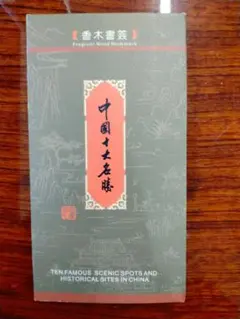 【香木書芸】
Fragrant Wood Bookmark
中國十大名勝
TEN FAMOUS SCENIC SPOTS AND
HISTORICAL SITES IN CHINA